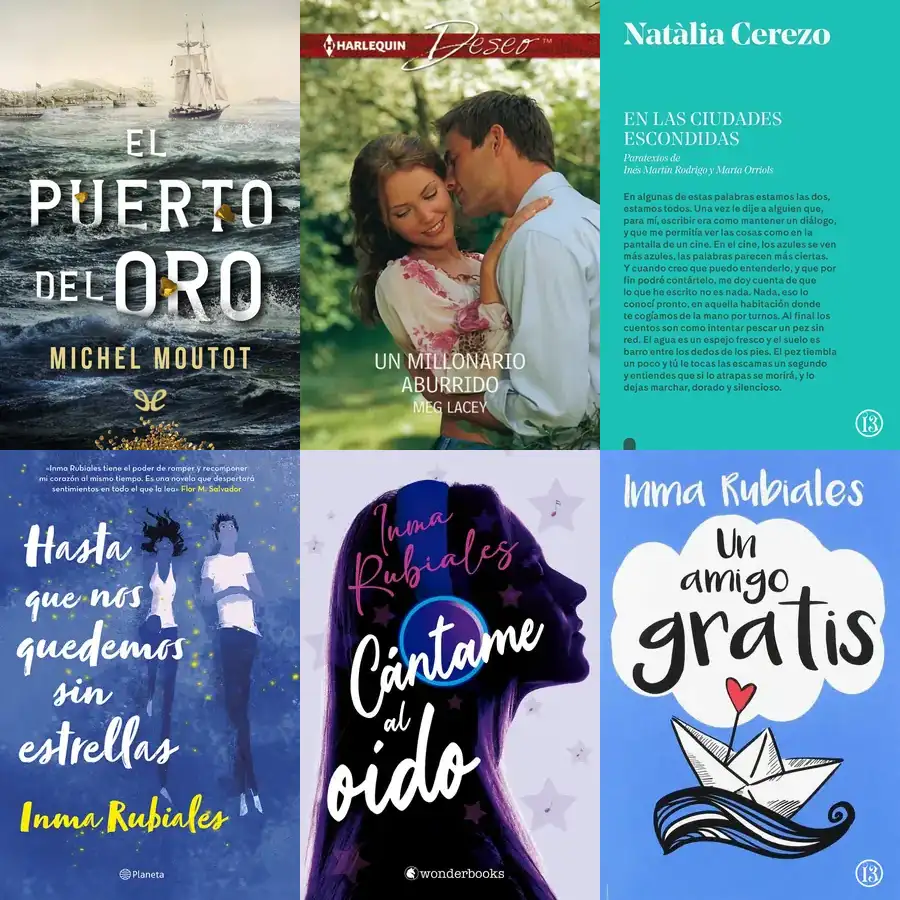 EL
PUERTO
DEL ORO
MICHEL MOUTOT
HARLEQUIN
Deseo™
UN MILLONARIO
ABURRIDO
MEG LACEY
Natàlia Cerezo
EN LAS CIUDADES
ESCONDIDAS
Paratextos de
Inés Martín Rodrigo y Marta Orriols
En algunas de estas palabras estamos las dos,
estamos todos. Una vez le dije a alguien que,
para mí, escribir era como mantener un diálogo,
y que me permitía ver las cosas como en la
pantalla de un cine. En el cine, los azules se ven
más azules, las palabras parecen más ciertas.
Y cuando creo que puedo entenderlo, y que por
fin podré contártelo, me doy cuenta de que
lo que he escrito no es nada. Nada, eso lo
conocí pronto, en aquella habitación donde
te cogíamos de la mano por turnos. Al final los
cuentos son como intentar pescar un pez sin
red. El agua es un espejo fresco y el suelo es
barro entre los dedos de los pies. El pez tiembla
un poco y tú le tocas las escamas un segundo
y entiendes que si lo atrapas se morirá, y lo
dejas marchar, dorado y silencioso.
13
«Inma Rubiales tiene el poder de romper y recomponer
mi corazón al mismo tiempo. Es una novela que despertará
sentimientos en todo el que la lea» Flor M. Salvador
Hasta
que nos
quedemos
sin
estrellas
Inma Rubiales
Planeta
Inma
Rubiales
Cántame
al
oído
wonderbooks
Inma Rubiales
Un
amigo
gratis
13